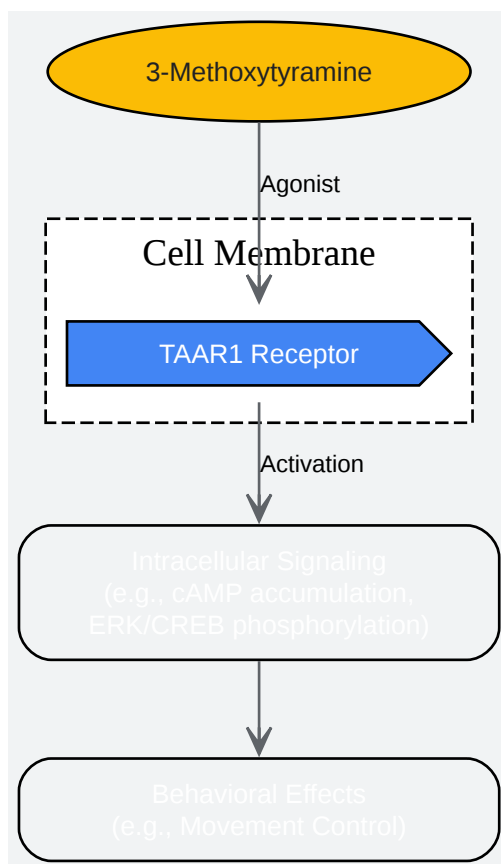 3-Methoxytyramine
Agonist
Cell Membrane
TAAR1 Receptor
Activation
Intracellular Signaling
(e.g., cAMP accumulation,
ERK/CREB phosphorylation)
Behavioral Effects
(e.g., Movement Control)